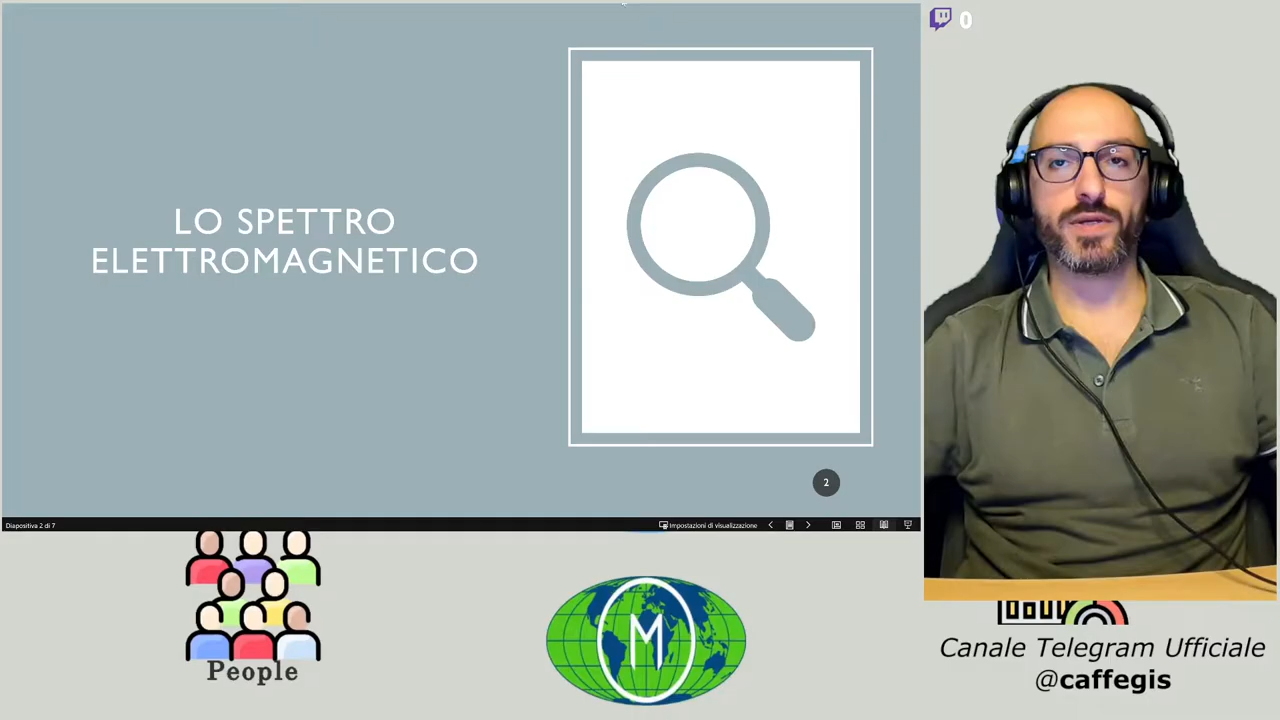 LO SPETTRO
ELETTROMAGNETICO
2
Diapositiva 2 di 7
Impostazioni di visualizzazione
0
People
M
Canale Telegram Ufficiale
@caffegis